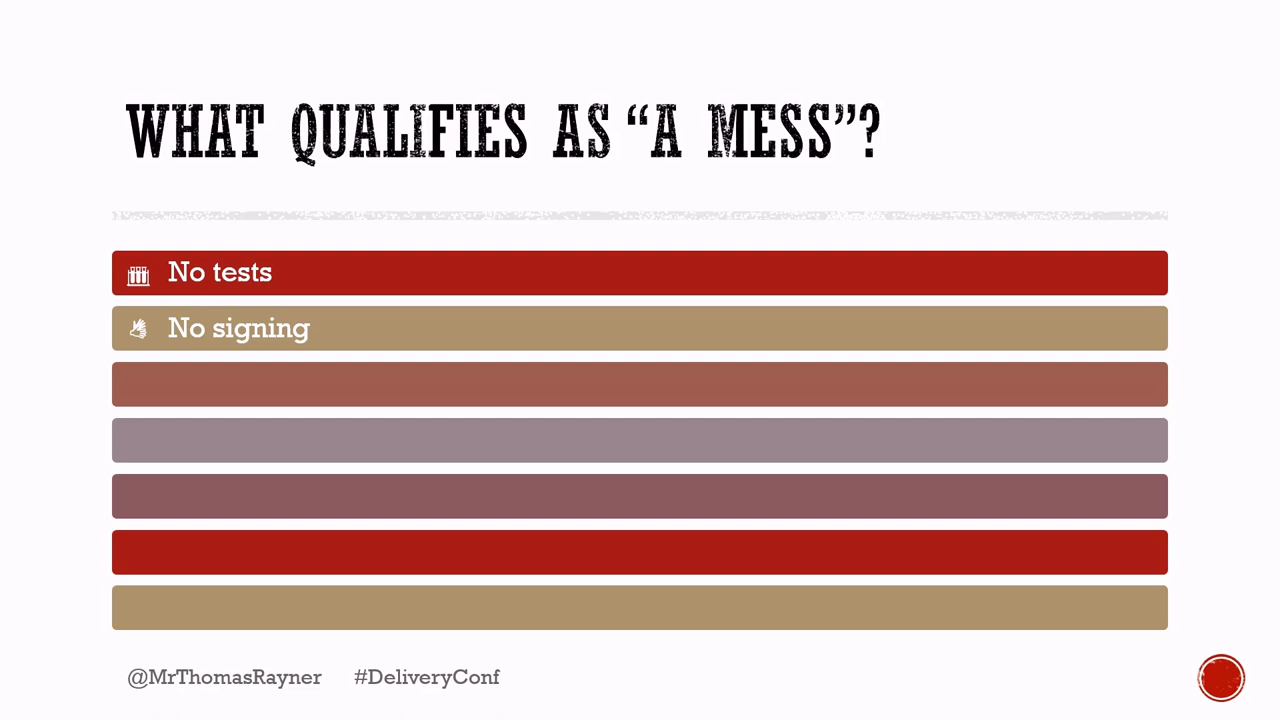 WHAT QUALIFIES AS “A MESS”?
No tests
No signing
@MrThomasRayner #DeliveryConf